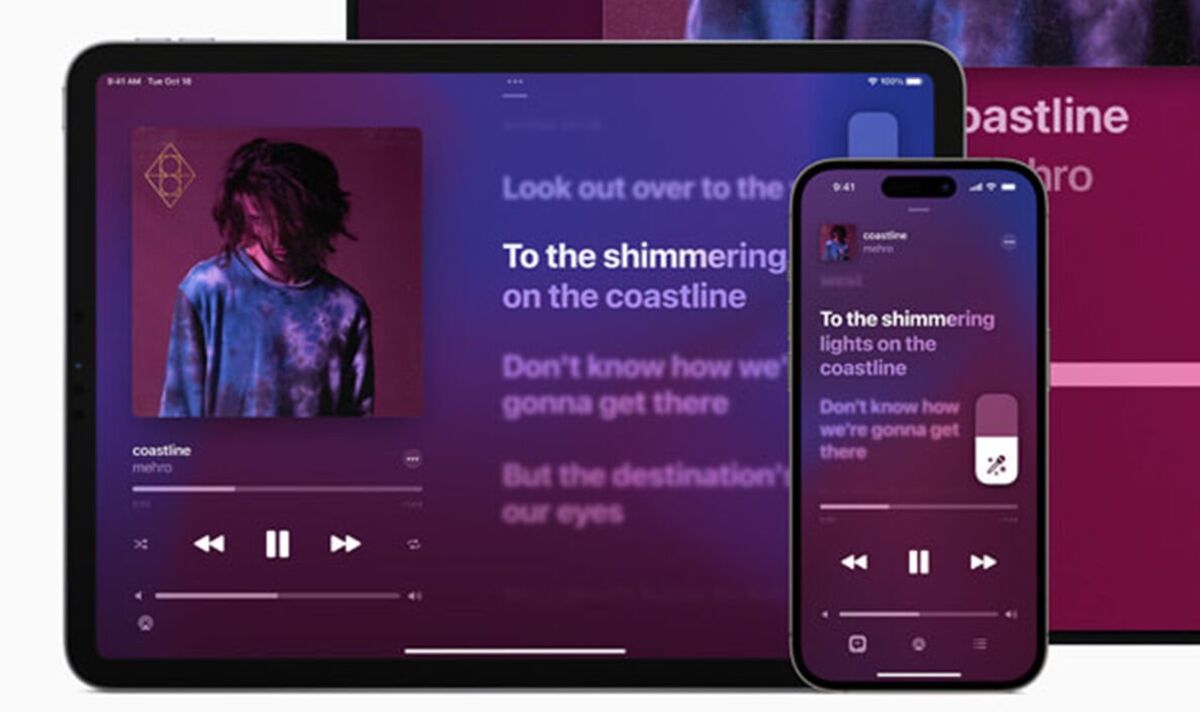 9:41 AM Tue Oct 18
100%
Look out over to the
To the shimmering
on the coastline
Don't know how we'
gonna get there
But the destination'
our eyes
coastline
mehro
9:41
coastline
mehro
To the shimmering
lights on the
coastline
Don't know how
we're gonna get
there
oastline
hro